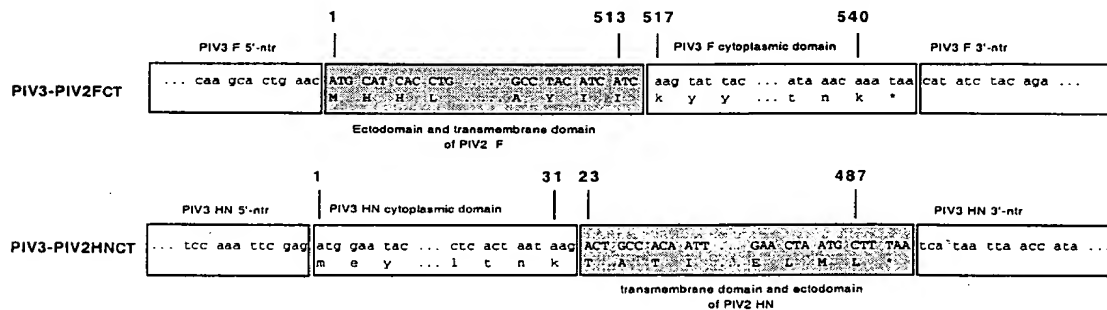 1 513 517 540
PIV3 F 5'-ntr PIV3 F cytoplasmic domain PIV3 F 3'-ntr
... caa gca ctg aac ATG CAT CAC CTG ... GCC TAC ATC ATC aag tat tac ... ata aac aaa taa cat atc tac aga ...
PIV3-PIV2FCT
M H H L ... A Y I I k y y ... t n k *
Ectodomain and transmembrane domain
of PIV2 F
1 31 23 487
PIV3 HN 5'-ntr PIV3 HN cytoplasmic domain PIV3 HN 3'-ntr
... tcc aaa ttc gag atg gaa tac ... ctc act aat aag ACT GCC ACA ATT ... GAA CTA ATG CTT TAA tca taa tta acc ata ...
PIV3-PIV2HNCT
m e y ... l t n k T A T I ... E L M L *
transmembrane domain and ectodomain
of PIV2 HN